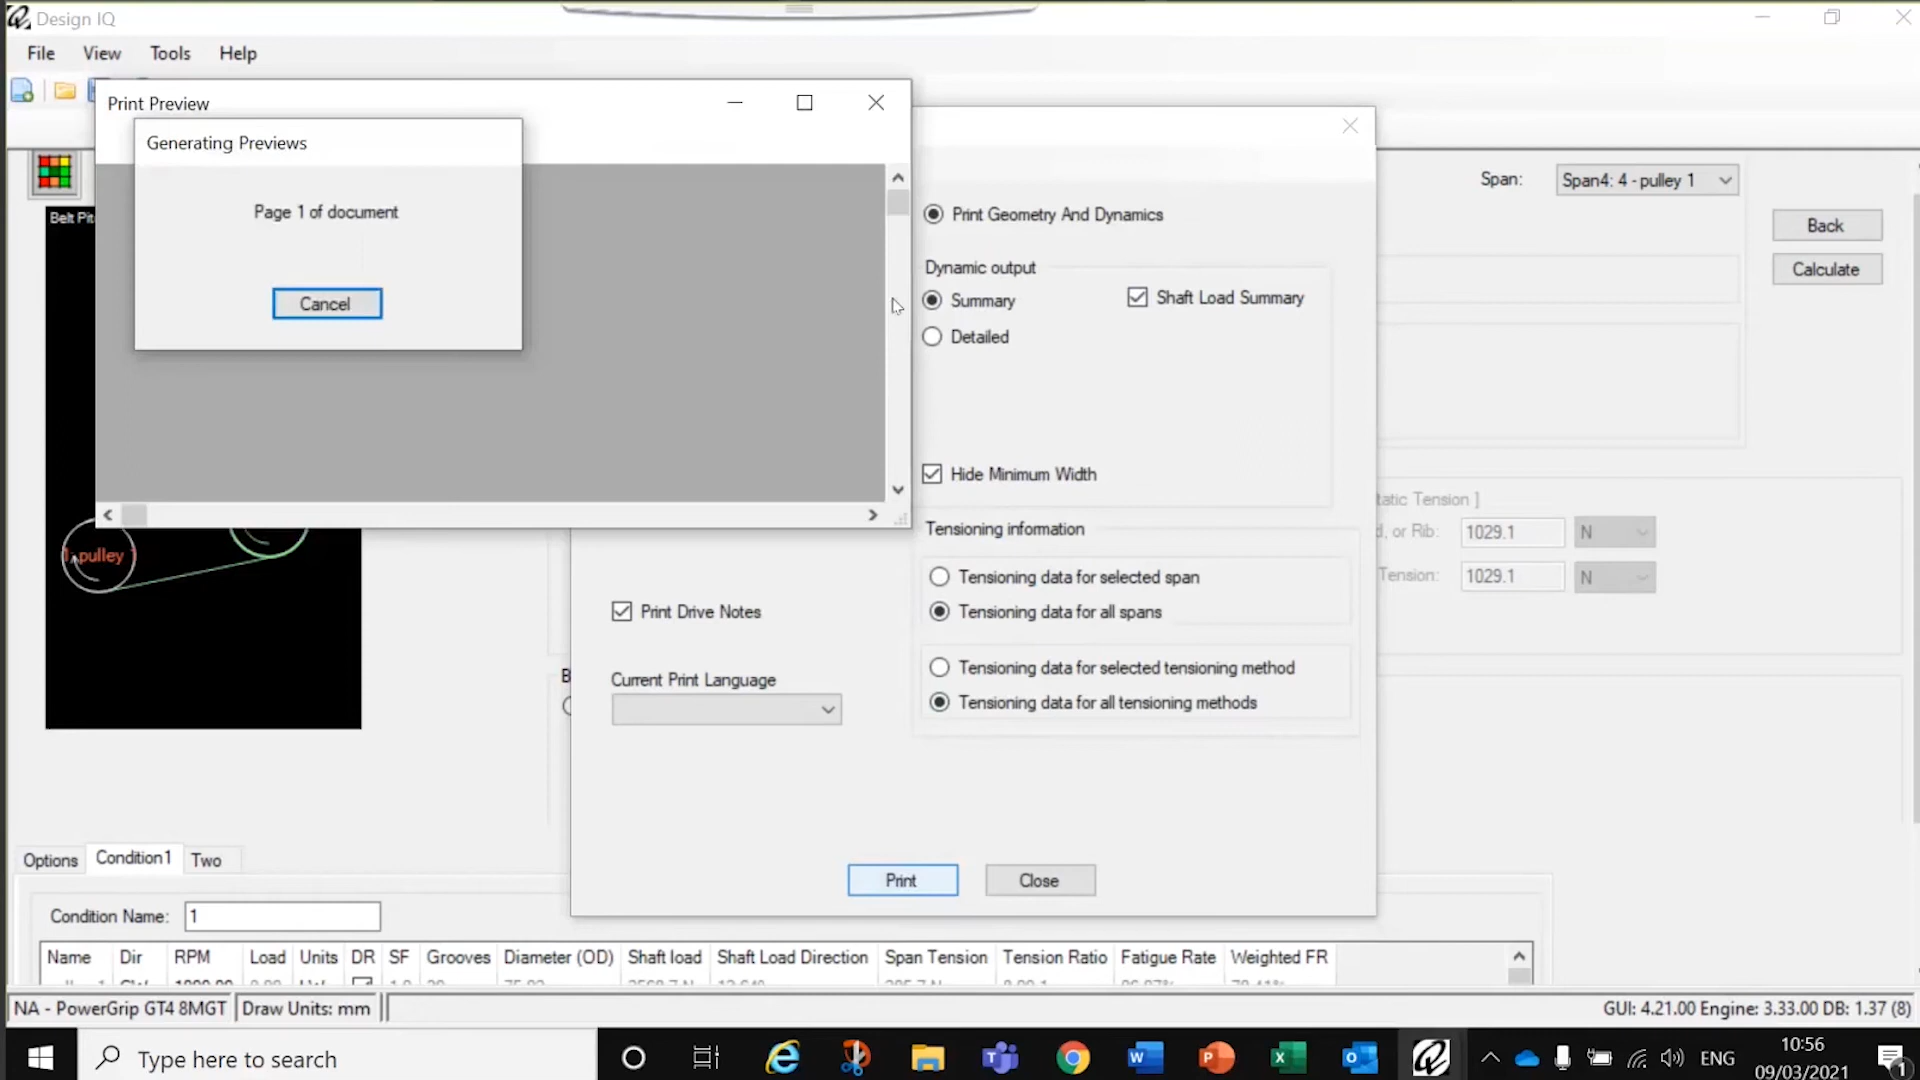 Design IQ
File View Tools Help
Print Preview
Generating Previews
Page 1 of document
Cancel
Print Geometry And Dynamics
Dynamic output
Summary
Shaft Load Summary
Detailed
Hide Minimum Width
Tensioning information
Tensioning data for selected span
Tensioning data for all spans
Tensioning data for selected tensioning method
Tensioning data for all tensioning methods
Print Drive Notes
Current Print Language
Print Close
Span: Span4: 4 - pulley 1
Back
Calculate
tatic Tension ]
d, or Rib: 1029.1 N
Tension: 1029.1 N
Belt Pit
1: pulley
B
Options Condition1 Two
Condition Name: 1
Name Dir RPM Load Units DR SF Grooves Diameter (OD) Shaft load Shaft Load Direction Span Tension Tension Ratio Fatigue Rate Weighted FR
NA - PowerGrip GT4 8MGT Draw Units: mm
GUI: 4.21.00 Engine: 3.33.00 DB: 1.37 (8)
Type here to search
ENG
10:56
09/03/2021
1